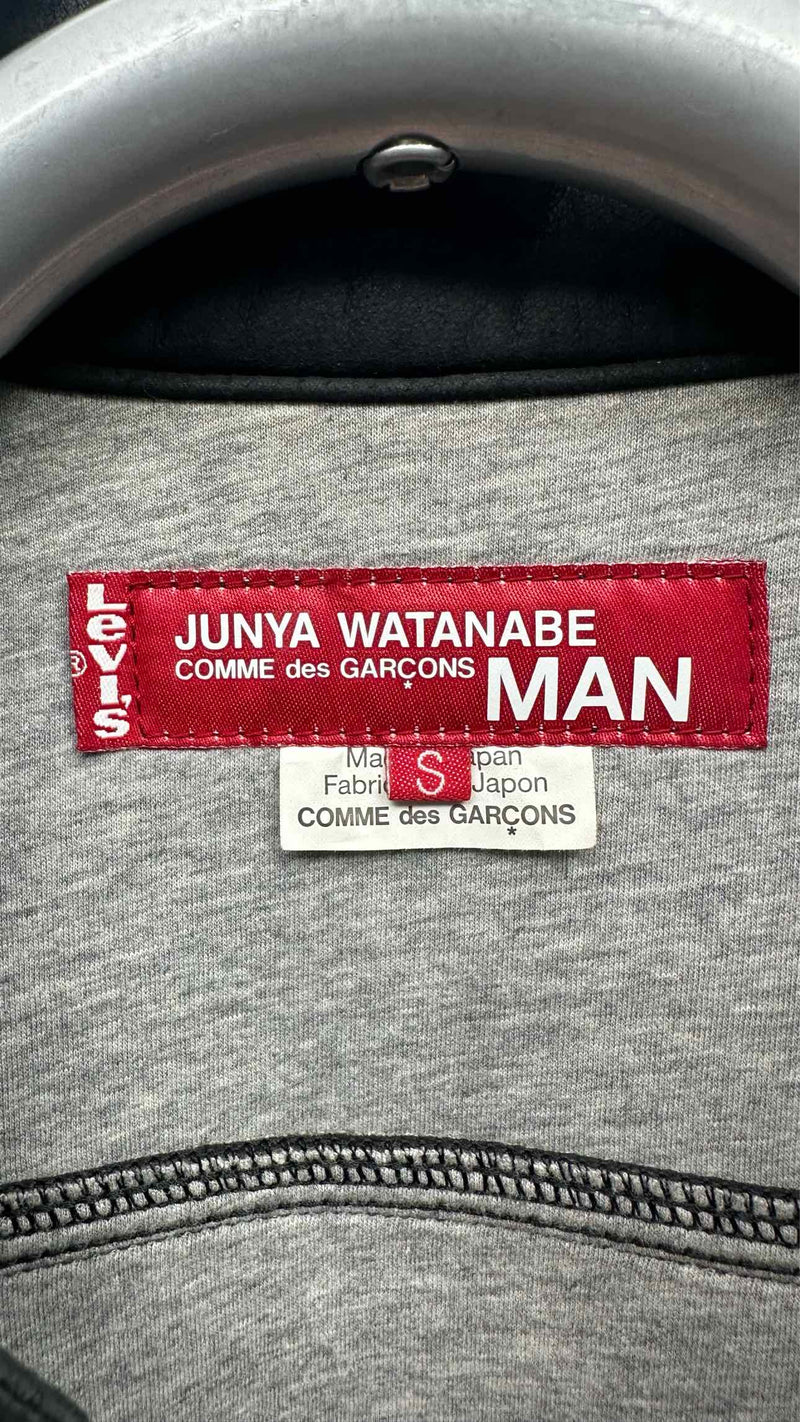 Levi's
®
JUNYA WATANABE
COMME des GARÇONS
*
MAN
S
Japon
COMME des GARÇONS
*